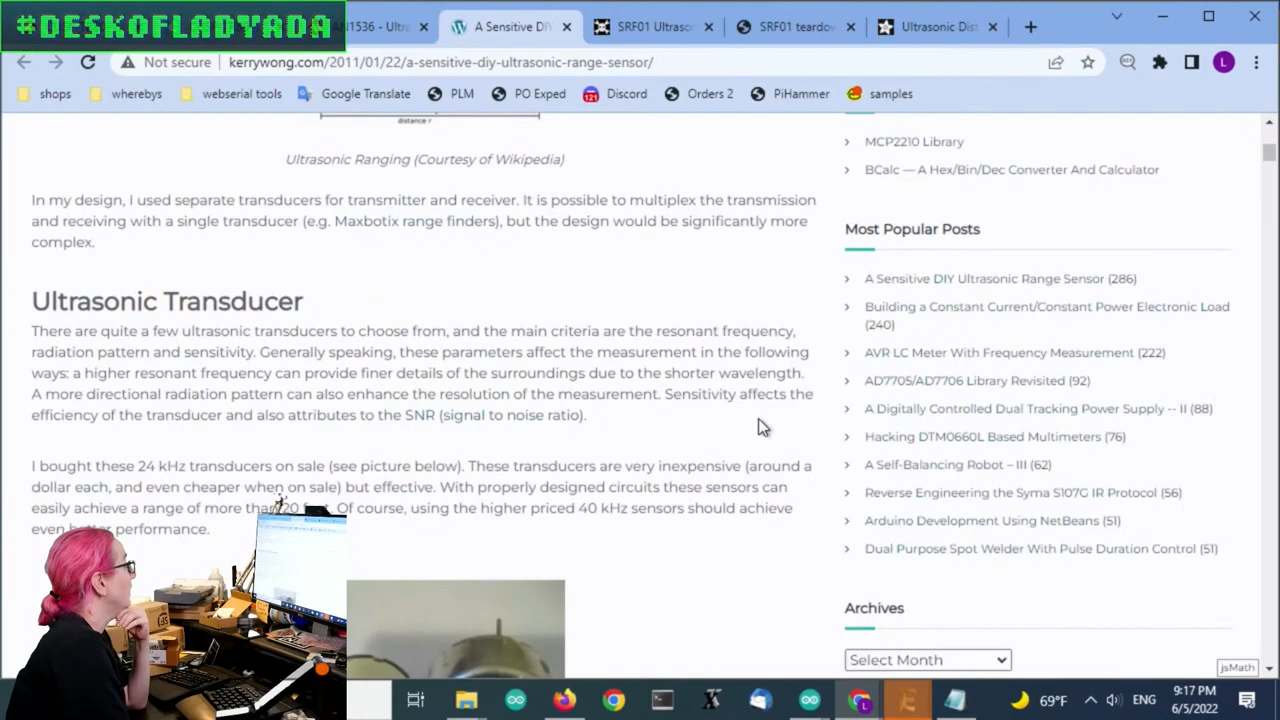 #DESKOFLADYADA
AN1536 - Ultra
A Sensitive DIY
SRF01 Ultraso
SRF01 teardow
Ultrasonic Dist
Not secure
kerrywong.com/2011/01/22/a-sensitive-diy-ultrasonic-range-sensor/
shops
wherebys
webserial tools
Google Translate
PLM
PO Exped
121
Discord
Orders 2
PiHammer
samples
distance r
Ultrasonic Ranging (Courtesy of Wikipedia)
In my design, I used separate transducers for transmitter and receiver. It is possible to multiplex the transmission
and receiving with a single transducer (e.g. Maxbotix range finders), but the design would be significantly more
complex.
Ultrasonic Transducer
There are quite a few ultrasonic transducers to choose from, and the main criteria are the resonant frequency,
radiation pattern and sensitivity. Generally speaking, these parameters affect the measurement in the following
ways: a higher resonant frequency can provide finer details of the surroundings due to the shorter wavelength.
A more directional radiation pattern can also enhance the resolution of the measurement. Sensitivity affects the
efficiency of the transducer and also attributes to the SNR (signal to noise ratio).
I bought these 24 kHz transducers on sale (see picture below). These transducers are very inexpensive (around a
dollar each, and even cheaper when on sale) but effective. With properly designed circuits these sensors can
easily achieve a range of more than 20 Of course, using the higher priced 40 kHz sensors should achieve
even better performance.
MCP2210 Library
BCalc — A Hex/Bin/Dec Converter And Calculator
Most Popular Posts
A Sensitive DIY Ultrasonic Range Sensor (286)
Building a Constant Current/Constant Power Electronic Load
(240)
AVR LC Meter With Frequency Measurement (222)
AD7705/AD7706 Library Revisited (92)
A Digitally Controlled Dual Tracking Power Supply -- II (88)
Hacking DTM0660L Based Multimeters (76)
A Self-Balancing Robot – III (62)
Reverse Engineering the Syma S107G IR Protocol (56)
Arduino Development Using NetBeans (51)
Dual Purpose Spot Welder With Pulse Duration Control (51)
Archives
Select Month
jsMath
69°F
ENG
9:17 PM
6/5/2022